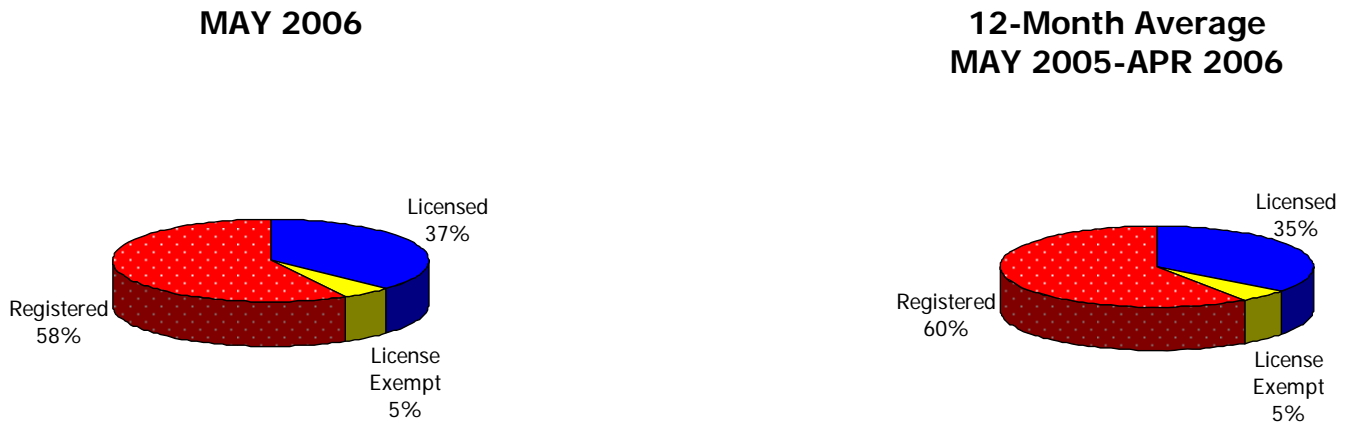 MAY 2006
Licensed
37%
Registered
58%
License
Exempt
5%
12-Month Average
MAY 2005-APR 2006
Licensed
35%
Registered
60%
License
Exempt
5%